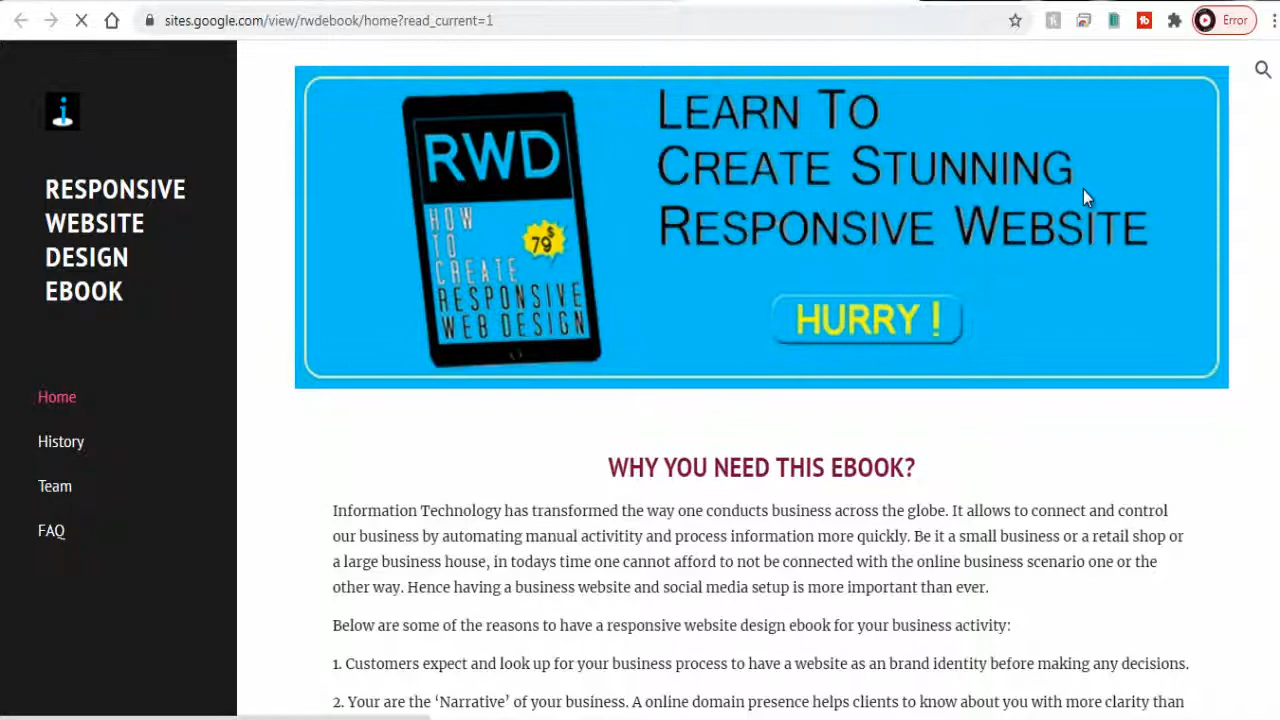 sites.google.com/view/rwdebook/home?read_current=1
Error
RESPONSIVE
WEBSITE
DESIGN
EBOOK
Home
History
Team
FAQ
RWD
HOW
TO
CREATE
RESPONSIVE
WEB DESIGN
$
79
LEARN TO
CREATE STUNNING
RESPONSIVE WEBSITE
HURRY !
WHY YOU NEED THIS EBOOK?
Information Technology has transformed the way one conducts business across the globe. It allows to connect and control
our business by automating manual activitity and process information more quickly. Be it a small business or a retail shop or
a large business house, in todays time one cannot afford to not be connected with the online business scenario one or the
other way. Hence having a business website and social media setup is more important than ever.
Below are some of the reasons to have a responsive website design ebook for your business activity:
1. Customers expect and look up for your business process to have a website as an brand identity before making any decisions.
2. Your are the ‘Narrative’ of your business. A online domain presence helps clients to know about you with more clarity than